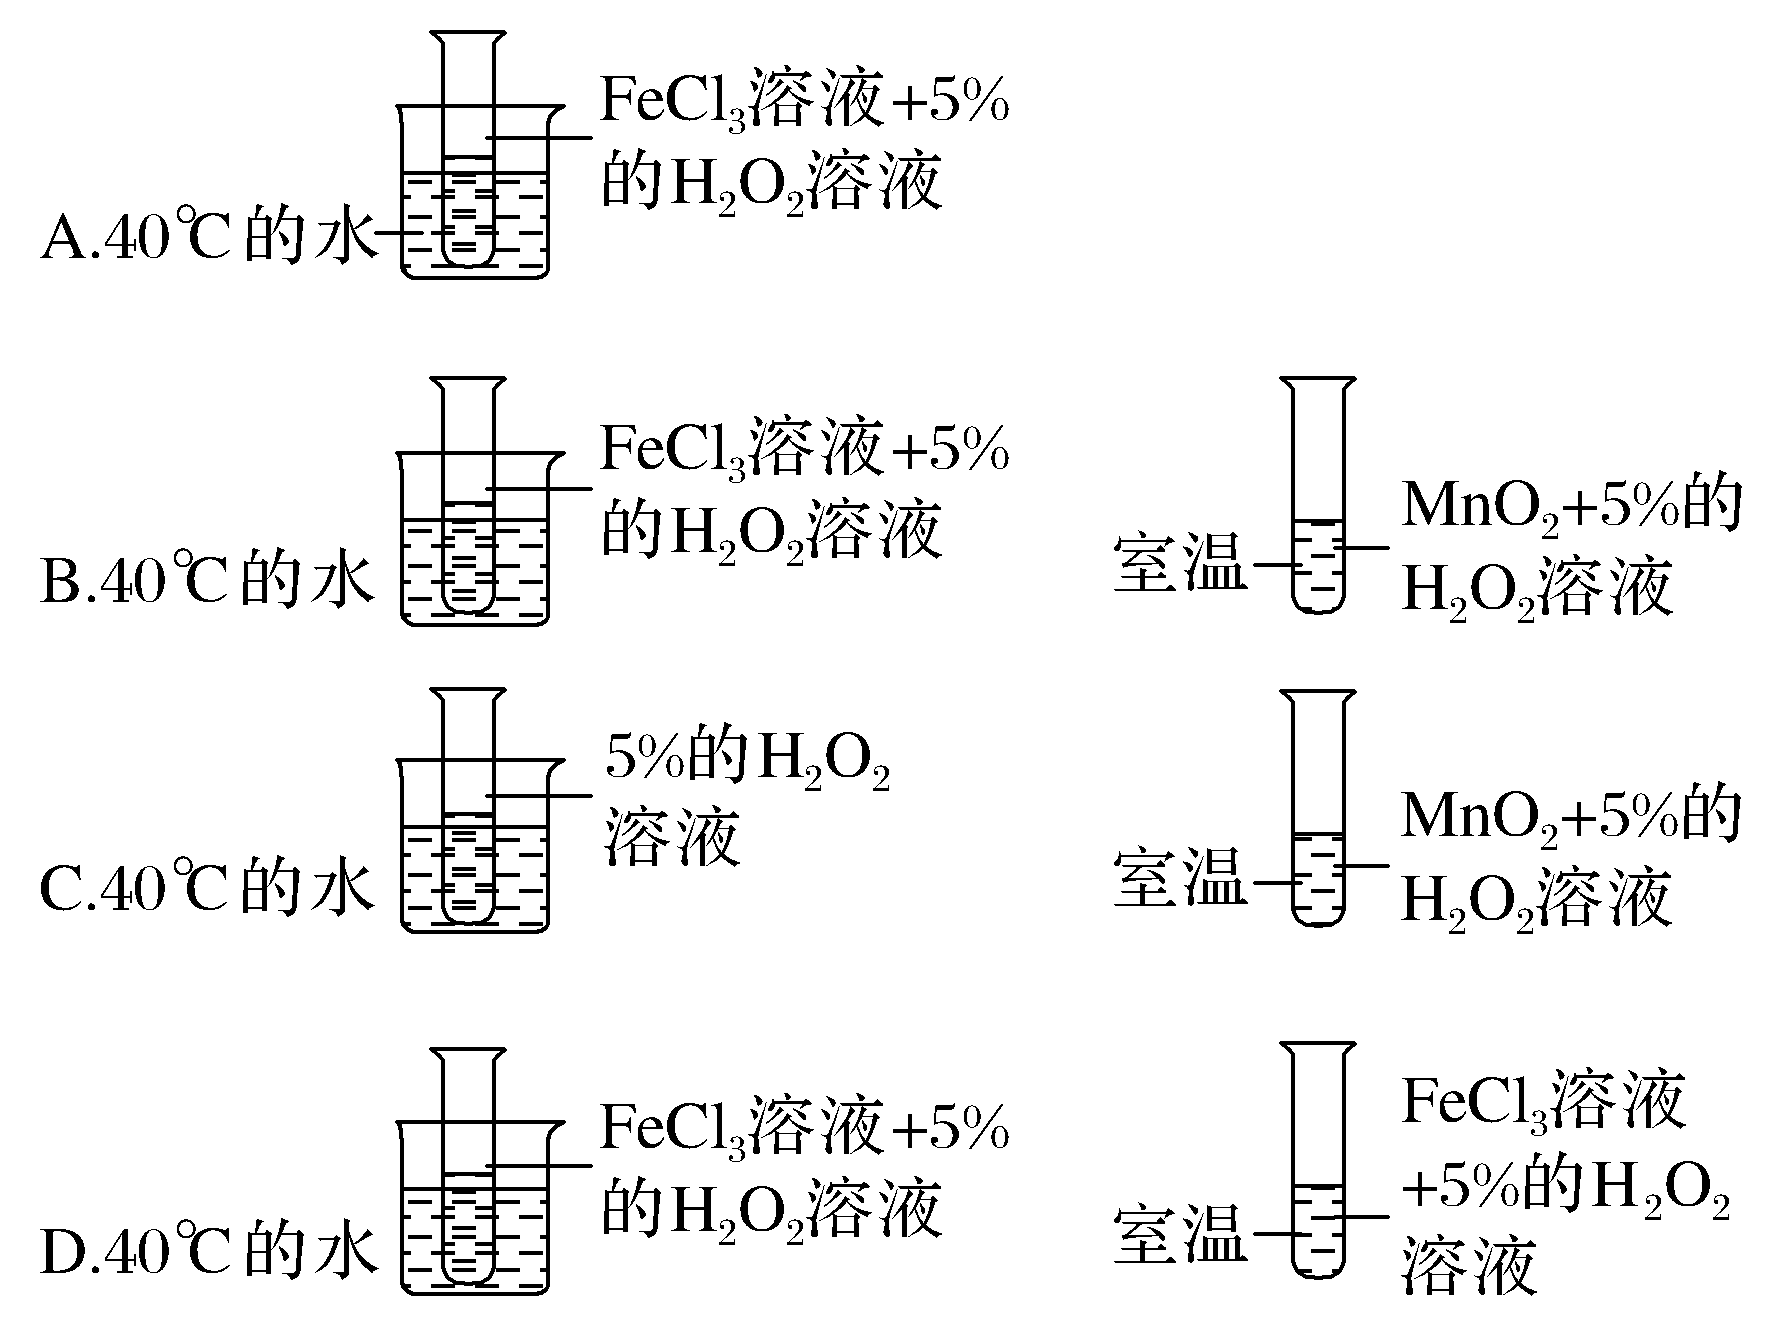 FeCl₃溶液+5%
的H₂O₂溶液
A.40℃的水
FeCl₃溶液+5%
的H₂O₂溶液
B.40℃的水
MnO₂+5%的
H₂O₂溶液
室温
5%的H₂O₂
溶液
C.40℃的水
MnO₂+5%的
H₂O₂溶液
室温
FeCl₃溶液+5%
的H₂O₂溶液
D.40℃的水
FeCl₃溶液
+5%的H₂O₂
溶液
室温